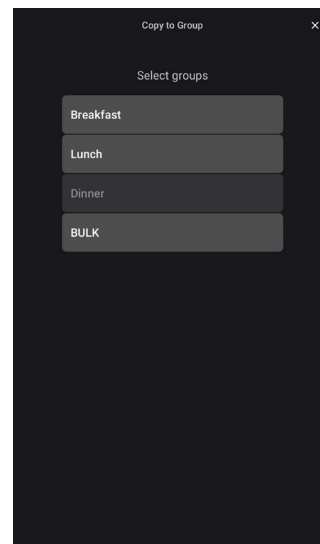 Copy to Group
Select groups
Breakfast
Lunch
Dinner
BULK